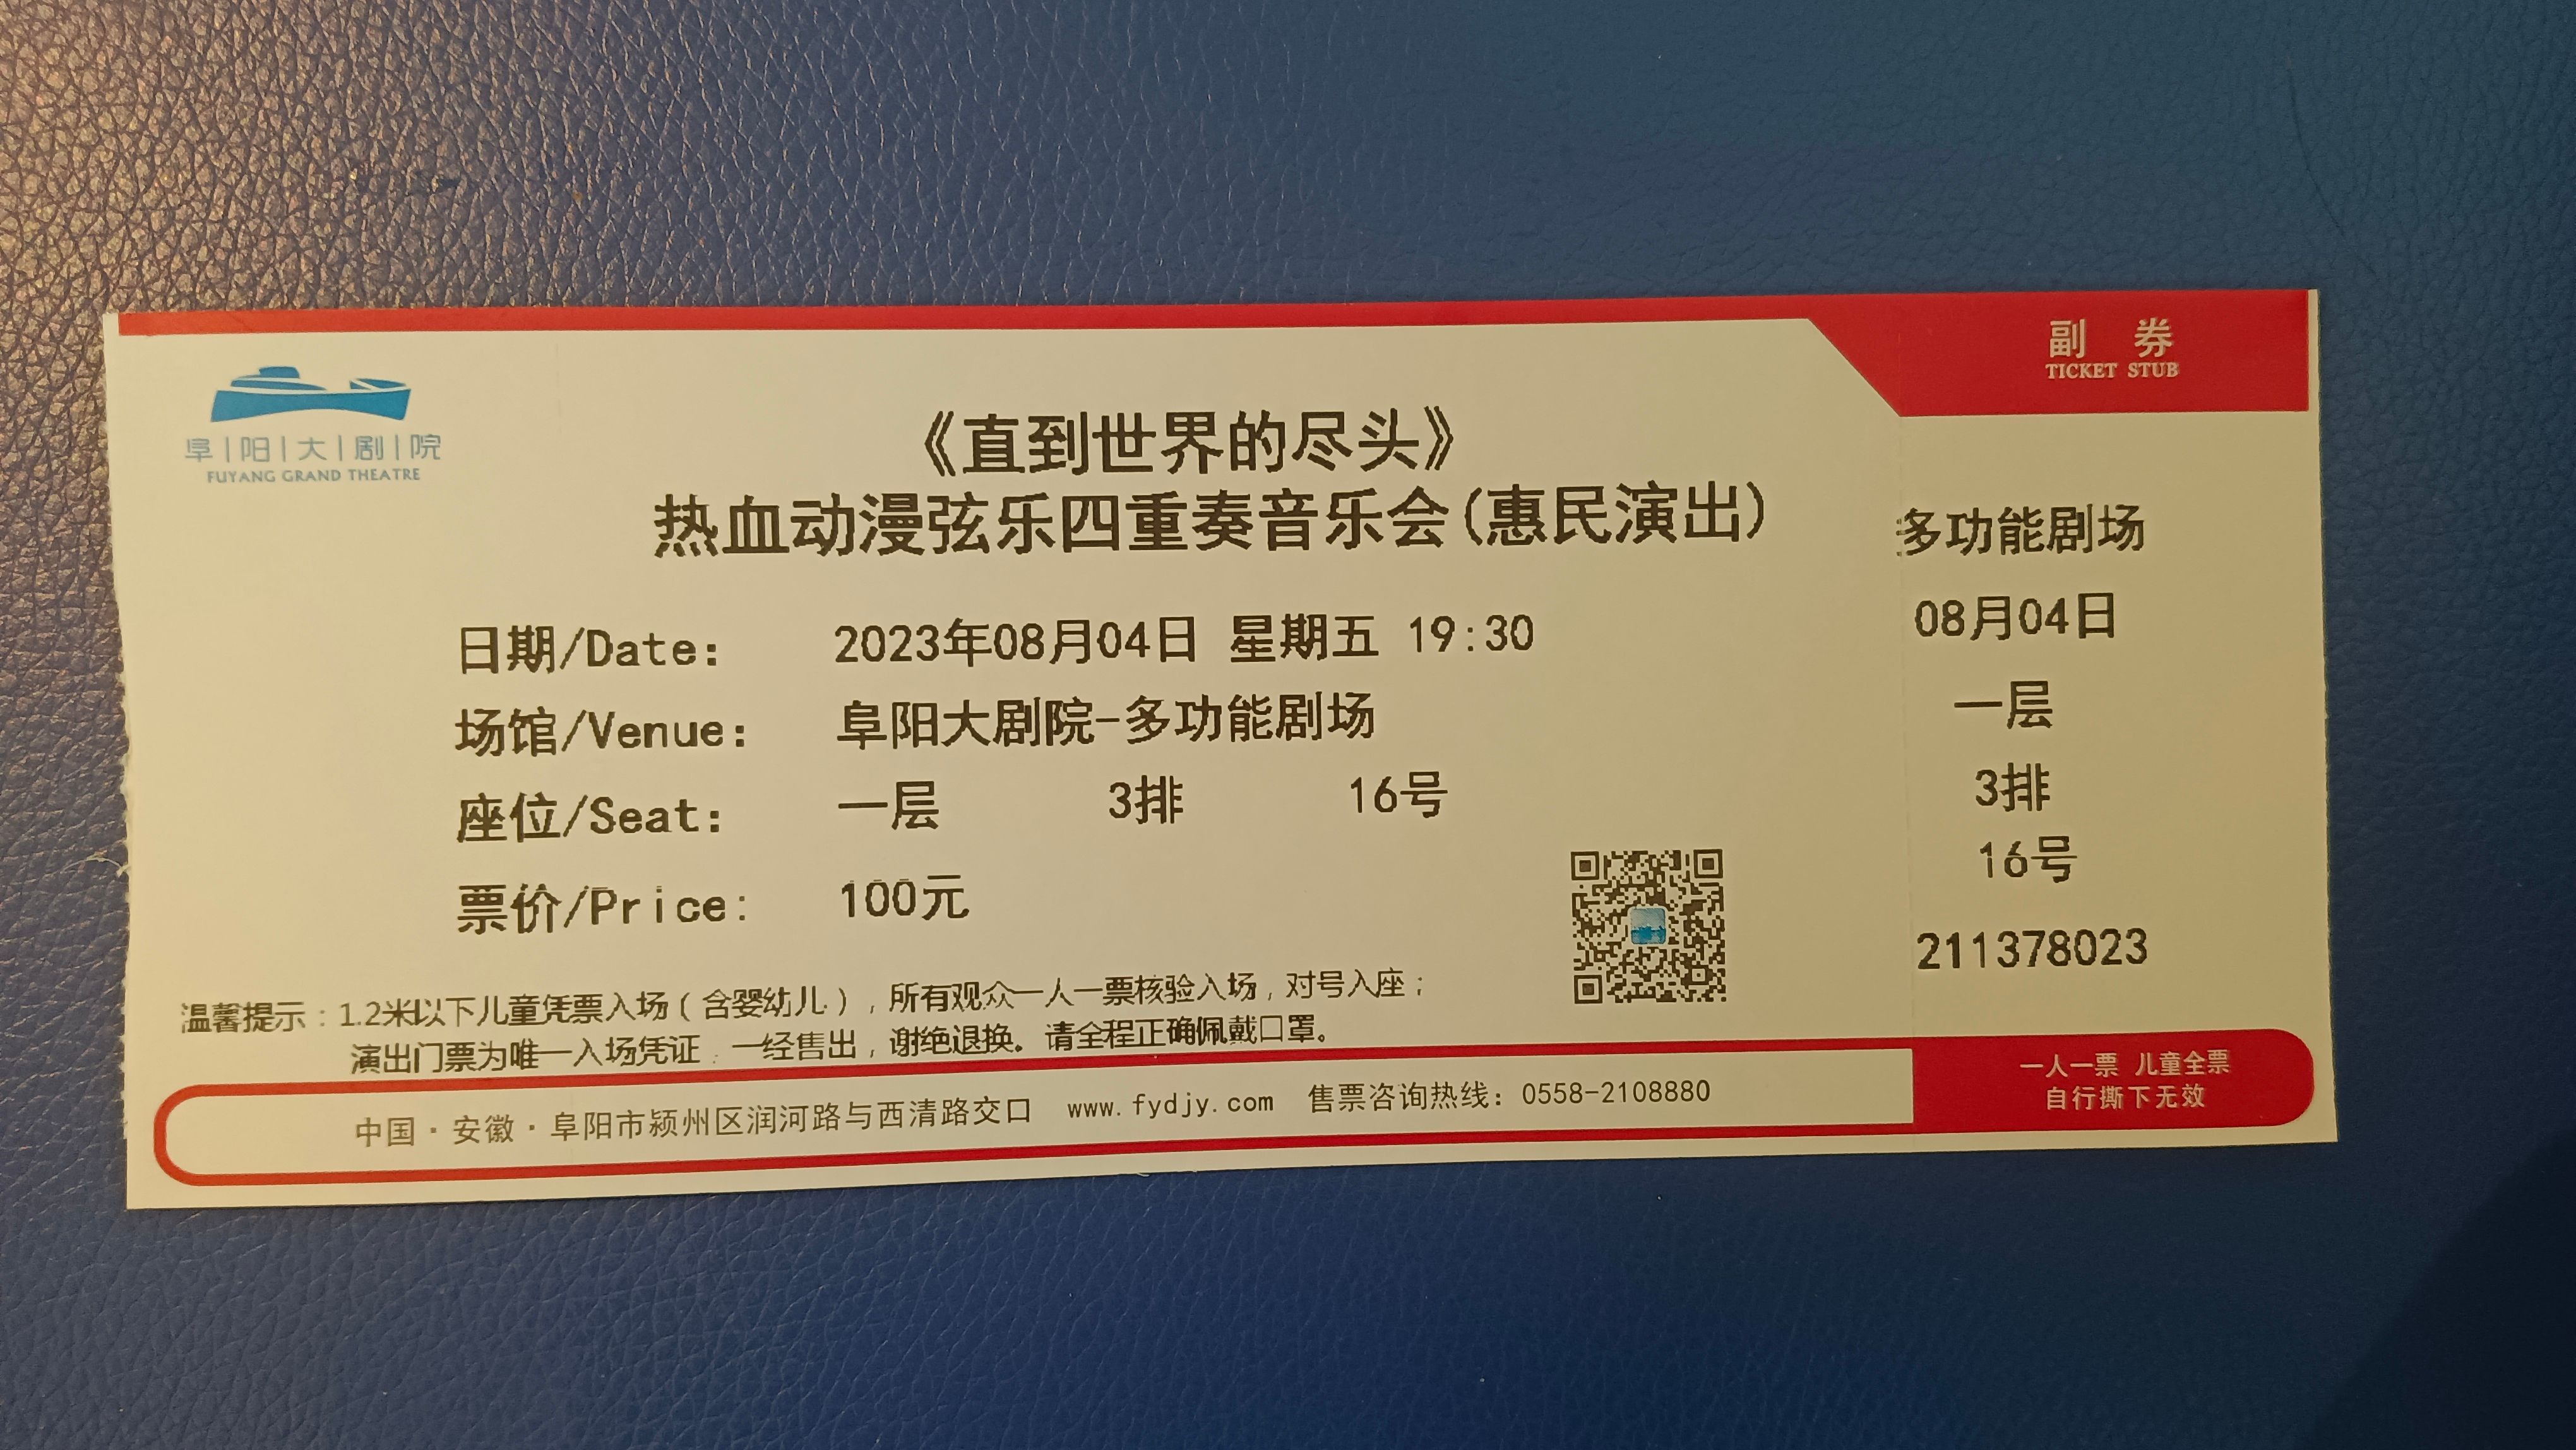 阜|阳|大|剧|院
FUYANG GRAND THEATRE
《直到世界的尽头》
热血动漫弦乐四重奏音乐会(惠民演出)
日期/Date: 2023年08月04日 星期五 19:30
场馆/Venue: 阜阳大剧院-多功能剧场
座位/Seat: 一层 3排 16号
票价/Price: 100元
温馨提示：1.2米以下儿童凭票入场（含婴幼儿），所有观众一人一票核验入场，对号入座；
演出门票为唯一入场凭证，一经售出，谢绝退换。请全程正确佩戴口罩。
中国·安徽·阜阳市颍州区润河路与西清路交口 www.fydjy.com 售票咨询热线：0558-2108880
副 券
TICKET STUB
多功能剧场
08月04日
一层
3排
16号
211378023
一人一票 儿童全票
自行撕下无效